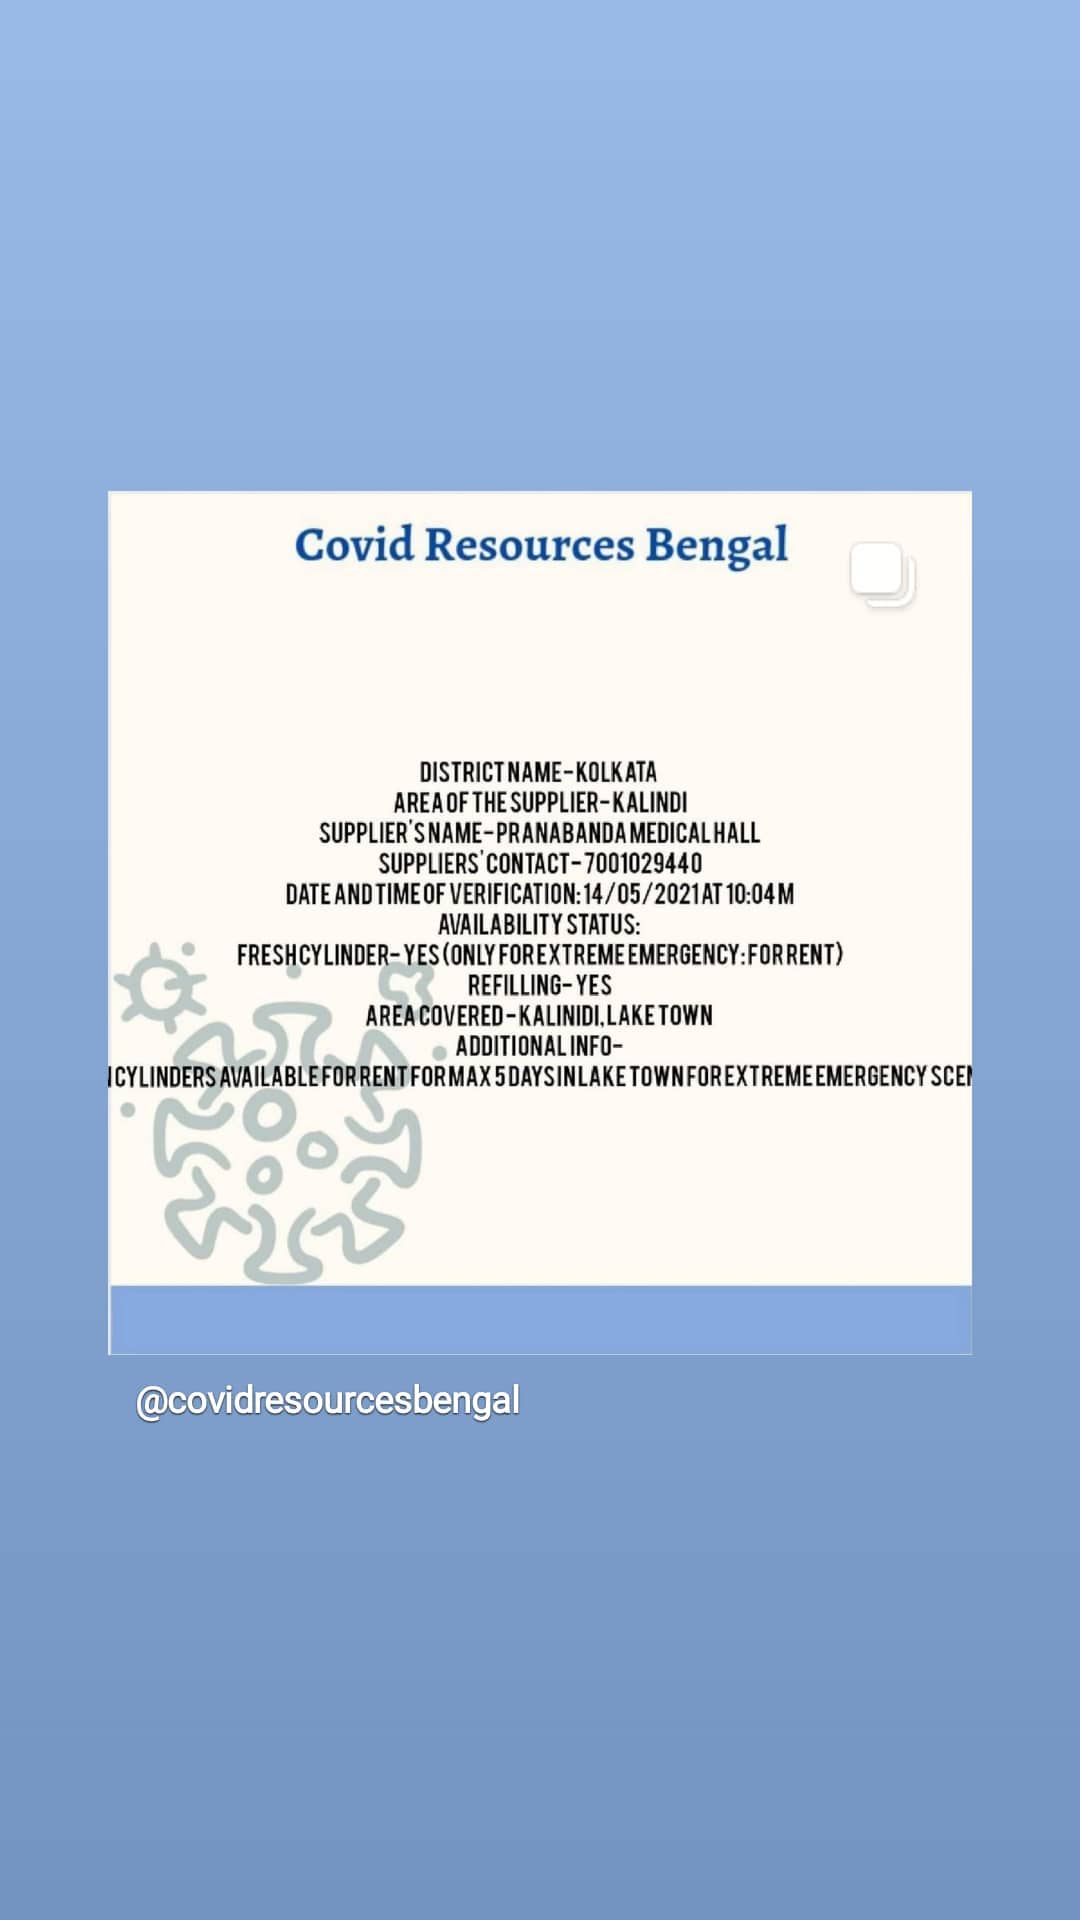 Covid Resources Bengal
DISTRICT NAME-KOLKATA
AREA OF THE SUPPLIER-KALINDI
SUPPLIER'S NAME-PRANABANDA MEDICAL HALL
SUPPLIERS' CONTACT-7001029440
DATE AND TIME OF VERIFICATION:14/05/2021 AT 10:04 M
AVAILABILITY STATUS:
FRESH CYLINDER-YES (ONLY FOR EXTREME EMERGENCY:FOR RENT)
REFILLING-YES
AREA COVERED-KALINIDI, LAKE TOWN
ADDITIONAL INFO-
CYLINDERS AVAILABLE FOR RENT FOR MAX 5 DAYS IN LAKE TOWN FOR EXTREME EMERGENCY
@covidresourcesbengal